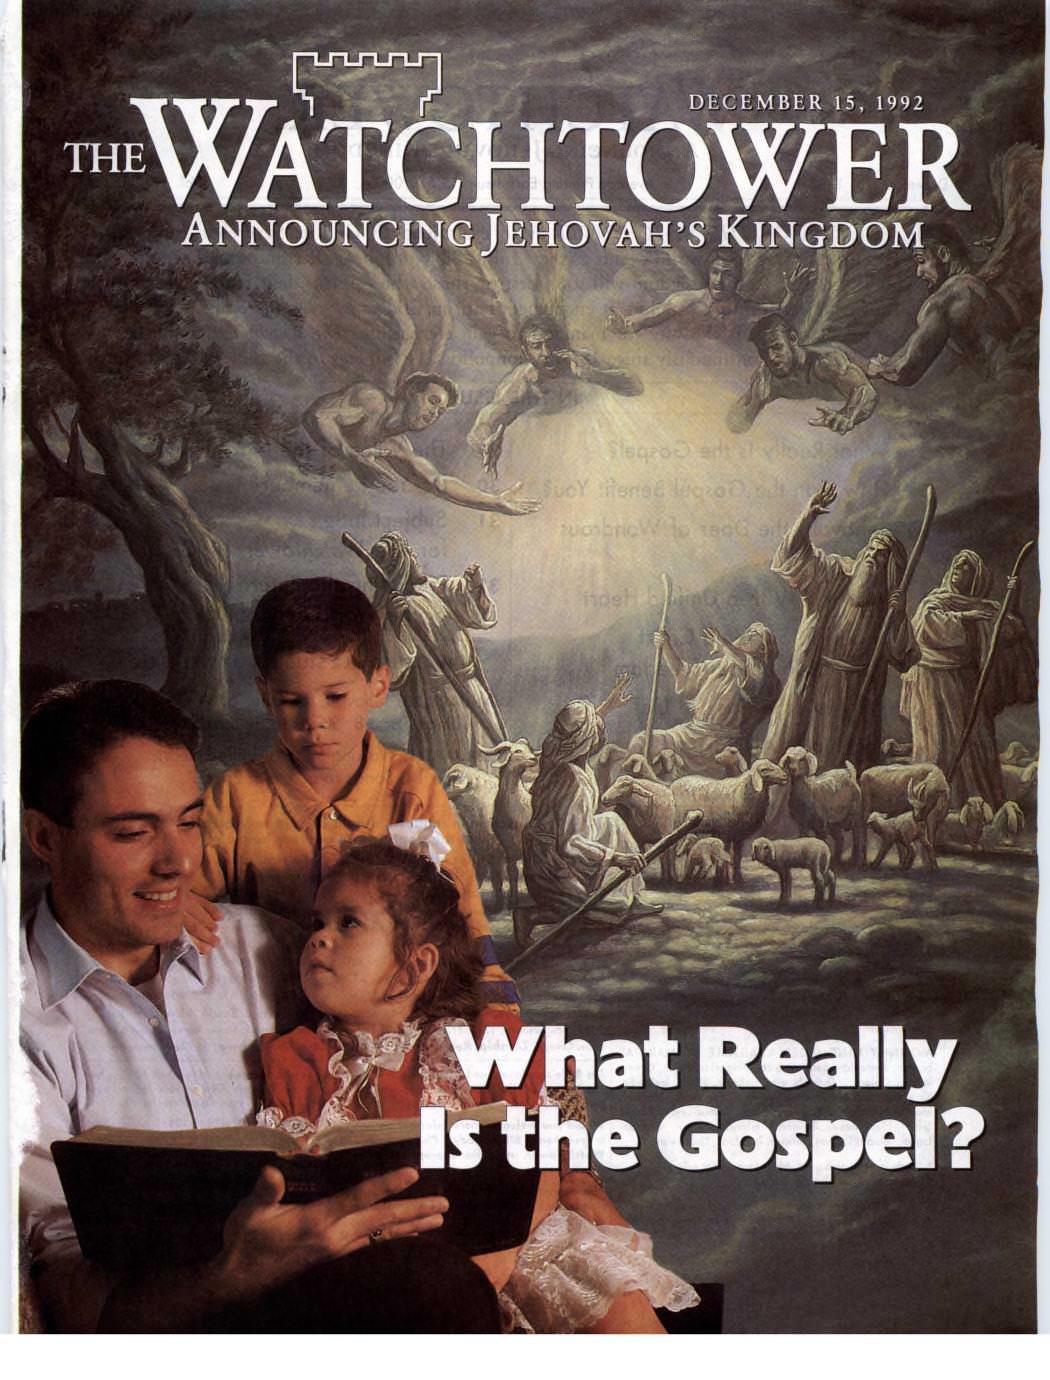 DECEMBER 15, 1992
THE WATCHTOWER
ANNOUNCING JEHOVAH'S KINGDOM
What Really
Is the Gospel?